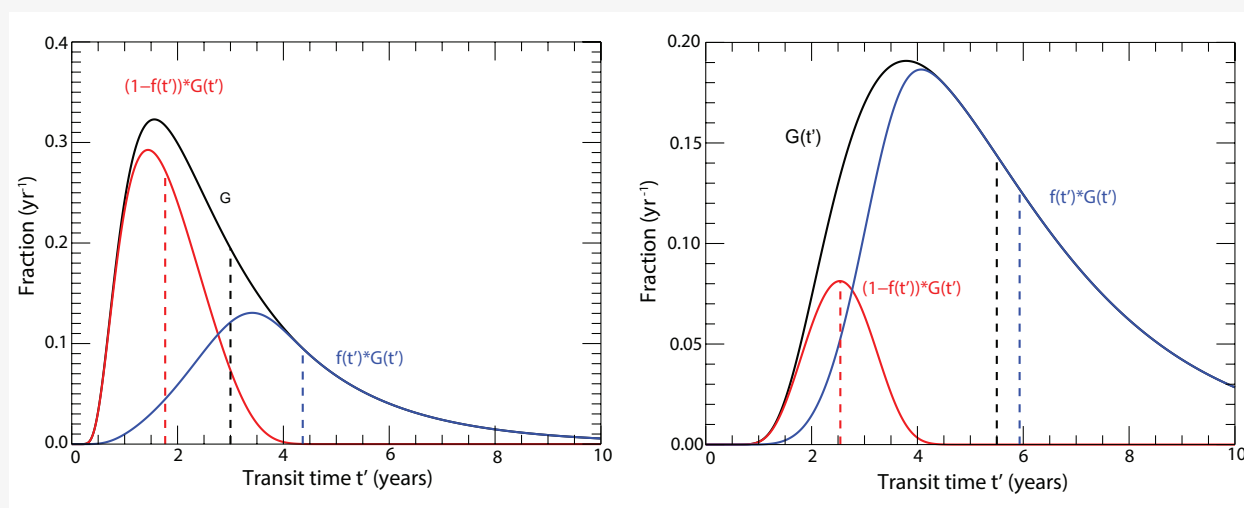 0.4
(1−f(t′))*G(t′)
0.3
G
0.2
0.1
f(t′)*G(t′)
0.0
0 2 4 6 8 10
Transit time t′ (years)
Fraction (yr⁻¹)
0.20
G(t′)
0.15
f(t′)*G(t′)
0.10
(1−f(t′))*G(t′)
0.05
0.00
0 2 4 6 8 10
Transit time t′ (years)
Fraction (yr⁻¹)